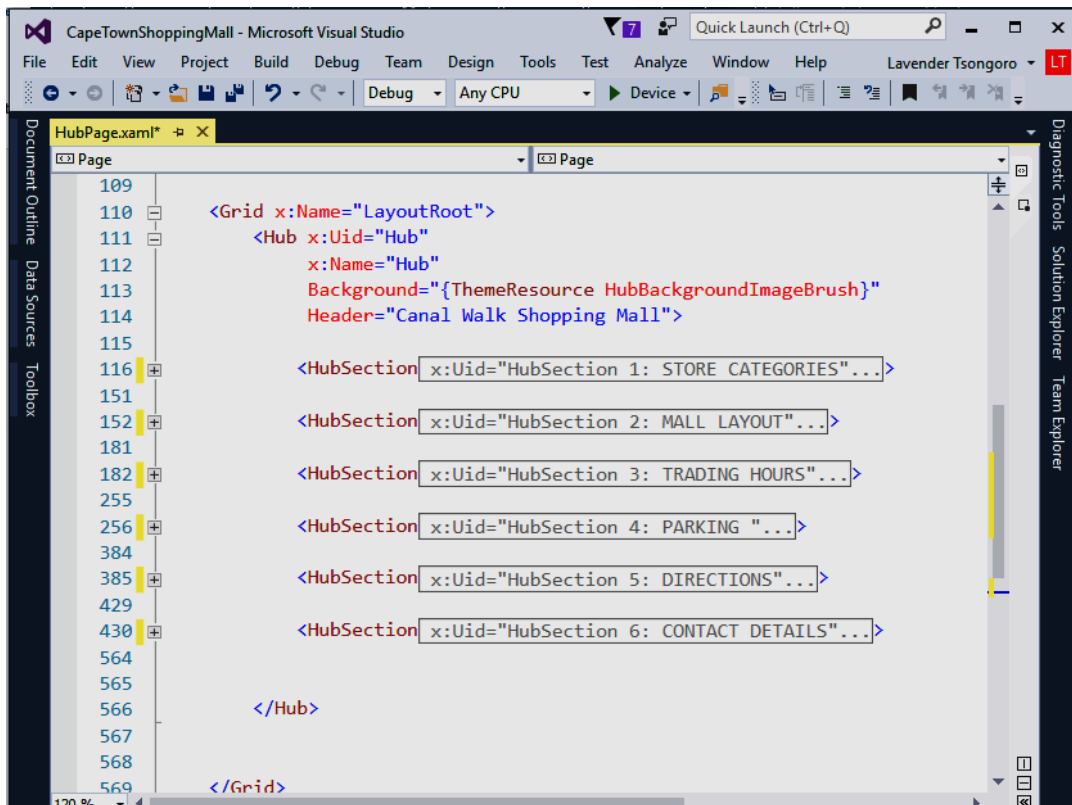 CapeTownShoppingMall - Microsoft Visual Studio 7 Quick Launch (Ctrl+Q)
File Edit View Project Build Debug Team Design Tools Test Analyze Window Help Lavender Tsongoro LT
Debug Any CPU Device
HubPage.xaml*
Page Page
109
110 <Grid x:Name="LayoutRoot">
111 <Hub x:Uid="Hub"
112 x:Name="Hub"
113 Background="{ThemeResource HubBackgroundImageBrush}"
114 Header="Canal Walk Shopping Mall">
115
116 <HubSection x:Uid="HubSection 1: STORE CATEGORIES"...>
151
152 <HubSection x:Uid="HubSection 2: MALL LAYOUT"...>
181
182 <HubSection x:Uid="HubSection 3: TRADING HOURS"...>
255
256 <HubSection x:Uid="HubSection 4: PARKING "...>
384
385 <HubSection x:Uid="HubSection 5: DIRECTIONS"...>
429
430 <HubSection x:Uid="HubSection 6: CONTACT DETAILS"...>
564
565
566 </Hub>
567
568
569 </Grid>
120 %
Document Outline
Data Sources
Toolbox
Diagnostic Tools
Solution Explorer
Team Explorer